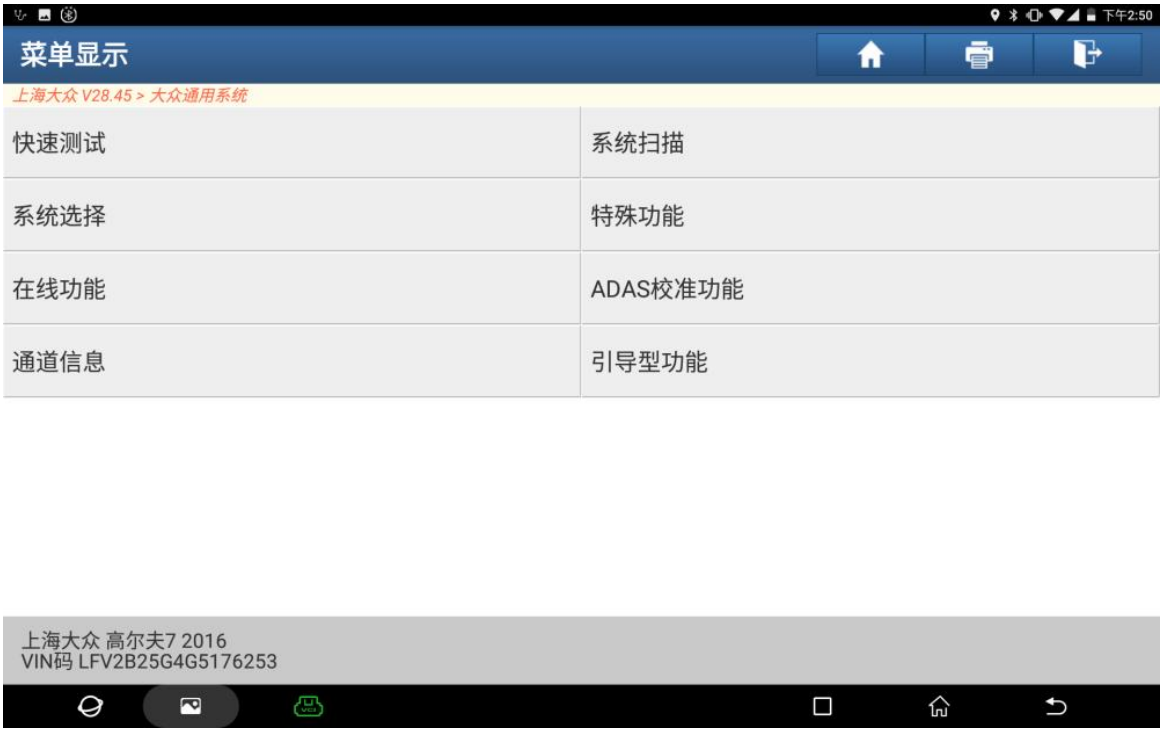 下午2:50
菜单显示
上海大众 V28.45 > 大众通用系统
快速测试
系统扫描
系统选择
特殊功能
在线功能
ADAS校准功能
通道信息
引导型功能
上海大众 高尔夫7 2016
VIN码 LFV2B25G4G5176253
VCI